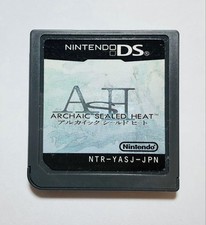 NINTENDO DS
ASH
ARCHAIC SEALED HEAT™
アルカイック シールド ヒート
Nintendo
NTR-YASJ-JPN